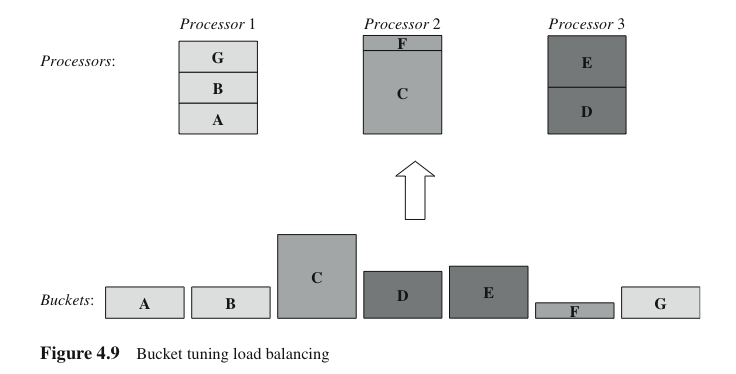 Processor 1 Processor 2 Processor 3
Processors:
G F E
B C D
A
Buckets: A B C D E F G
Figure 4.9 Bucket tuning load balancing